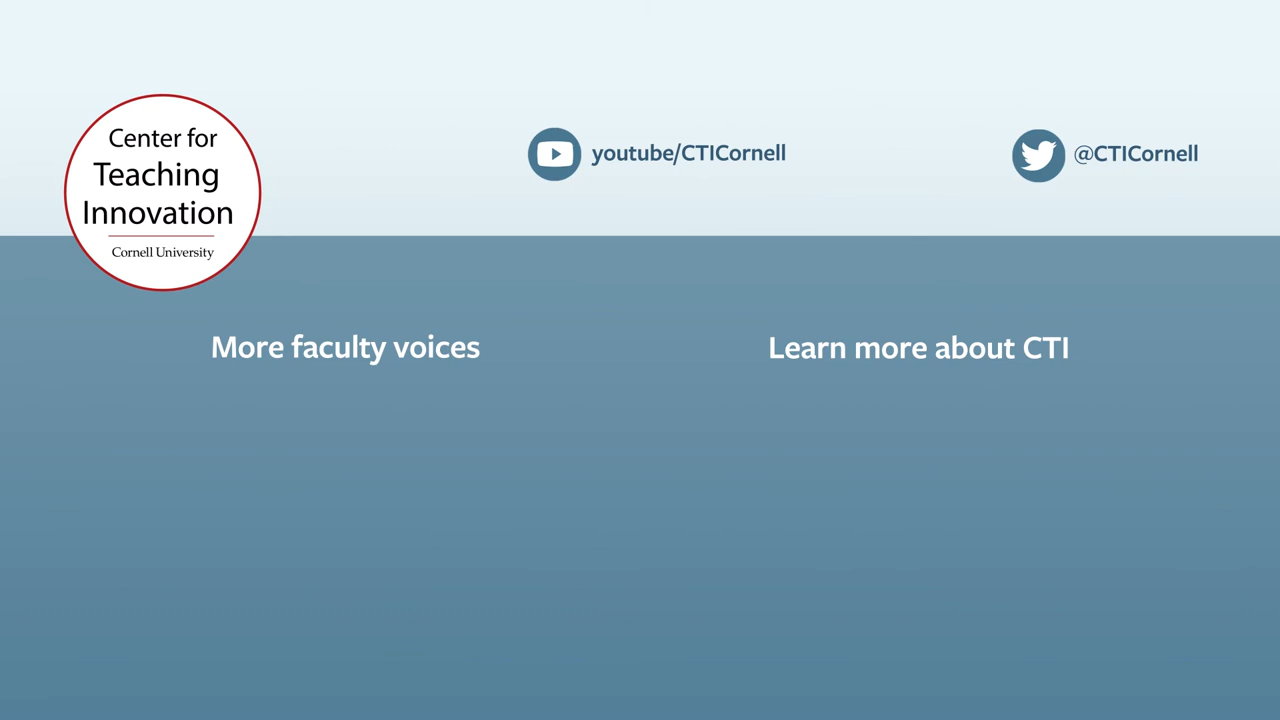 Center for
Teaching
Innovation
Cornell University
youtube/CTICornell
@CTICornell
More faculty voices
Learn more about CTI